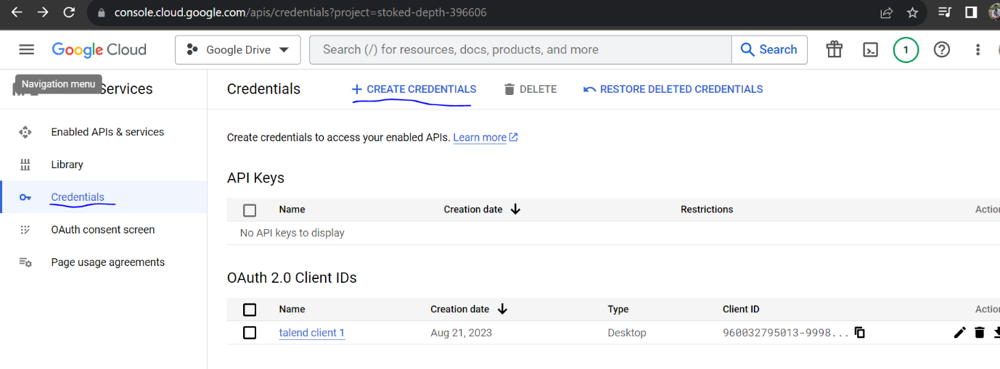 console.cloud.google.com/apis/credentials?project=stoked-depth-396606
Google Cloud
Google Drive
Search (/) for resources, docs, products, and more
Search
1
Navigation menu
Services
Credentials
CREATE CREDENTIALS
DELETE
RESTORE DELETED CREDENTIALS
Enabled APIs & services
Library
Credentials
OAuth consent screen
Page usage agreements
Create credentials to access your enabled APIs. Learn more
API Keys
Name Creation date Restrictions Actio
No API keys to display
OAuth 2.0 Client IDs
Name Creation date Type Client ID Actio
talend client 1 Aug 21, 2023 Desktop 960032795013-9998...